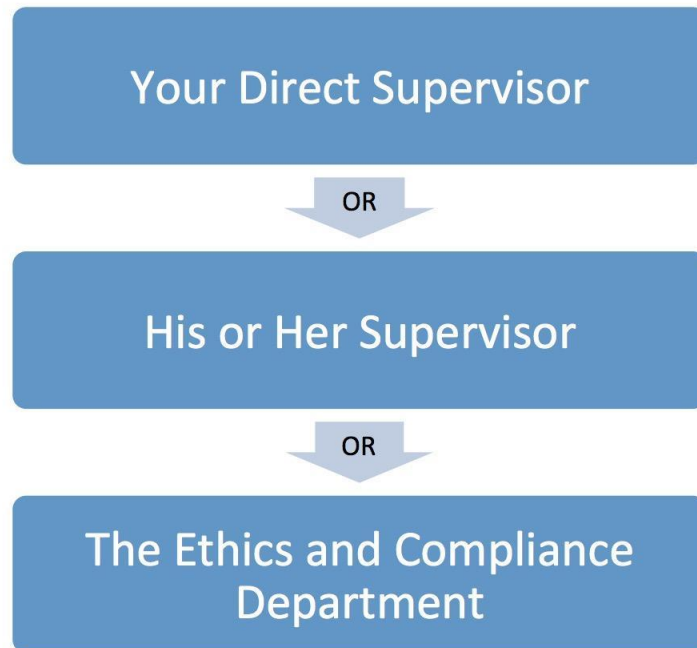 Your Direct Supervisor
OR
His or Her Supervisor
OR
The Ethics and Compliance
Department